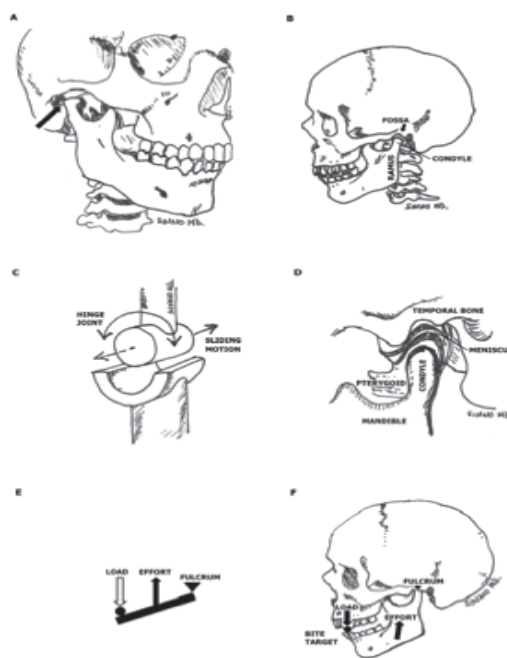 A
B
FOSSA
CONDYLE
RAMUS
C
HINGE
JOINT
SLIDING
MOTION
D
TEMPORAL BONE
MENISCU
PTERYGOID
CONDYLE
MANDIBLE
E
LOAD
EFFORT
FULCRUM
F
FULCRUM
LOAD
EFFORT
BITE
TARGET